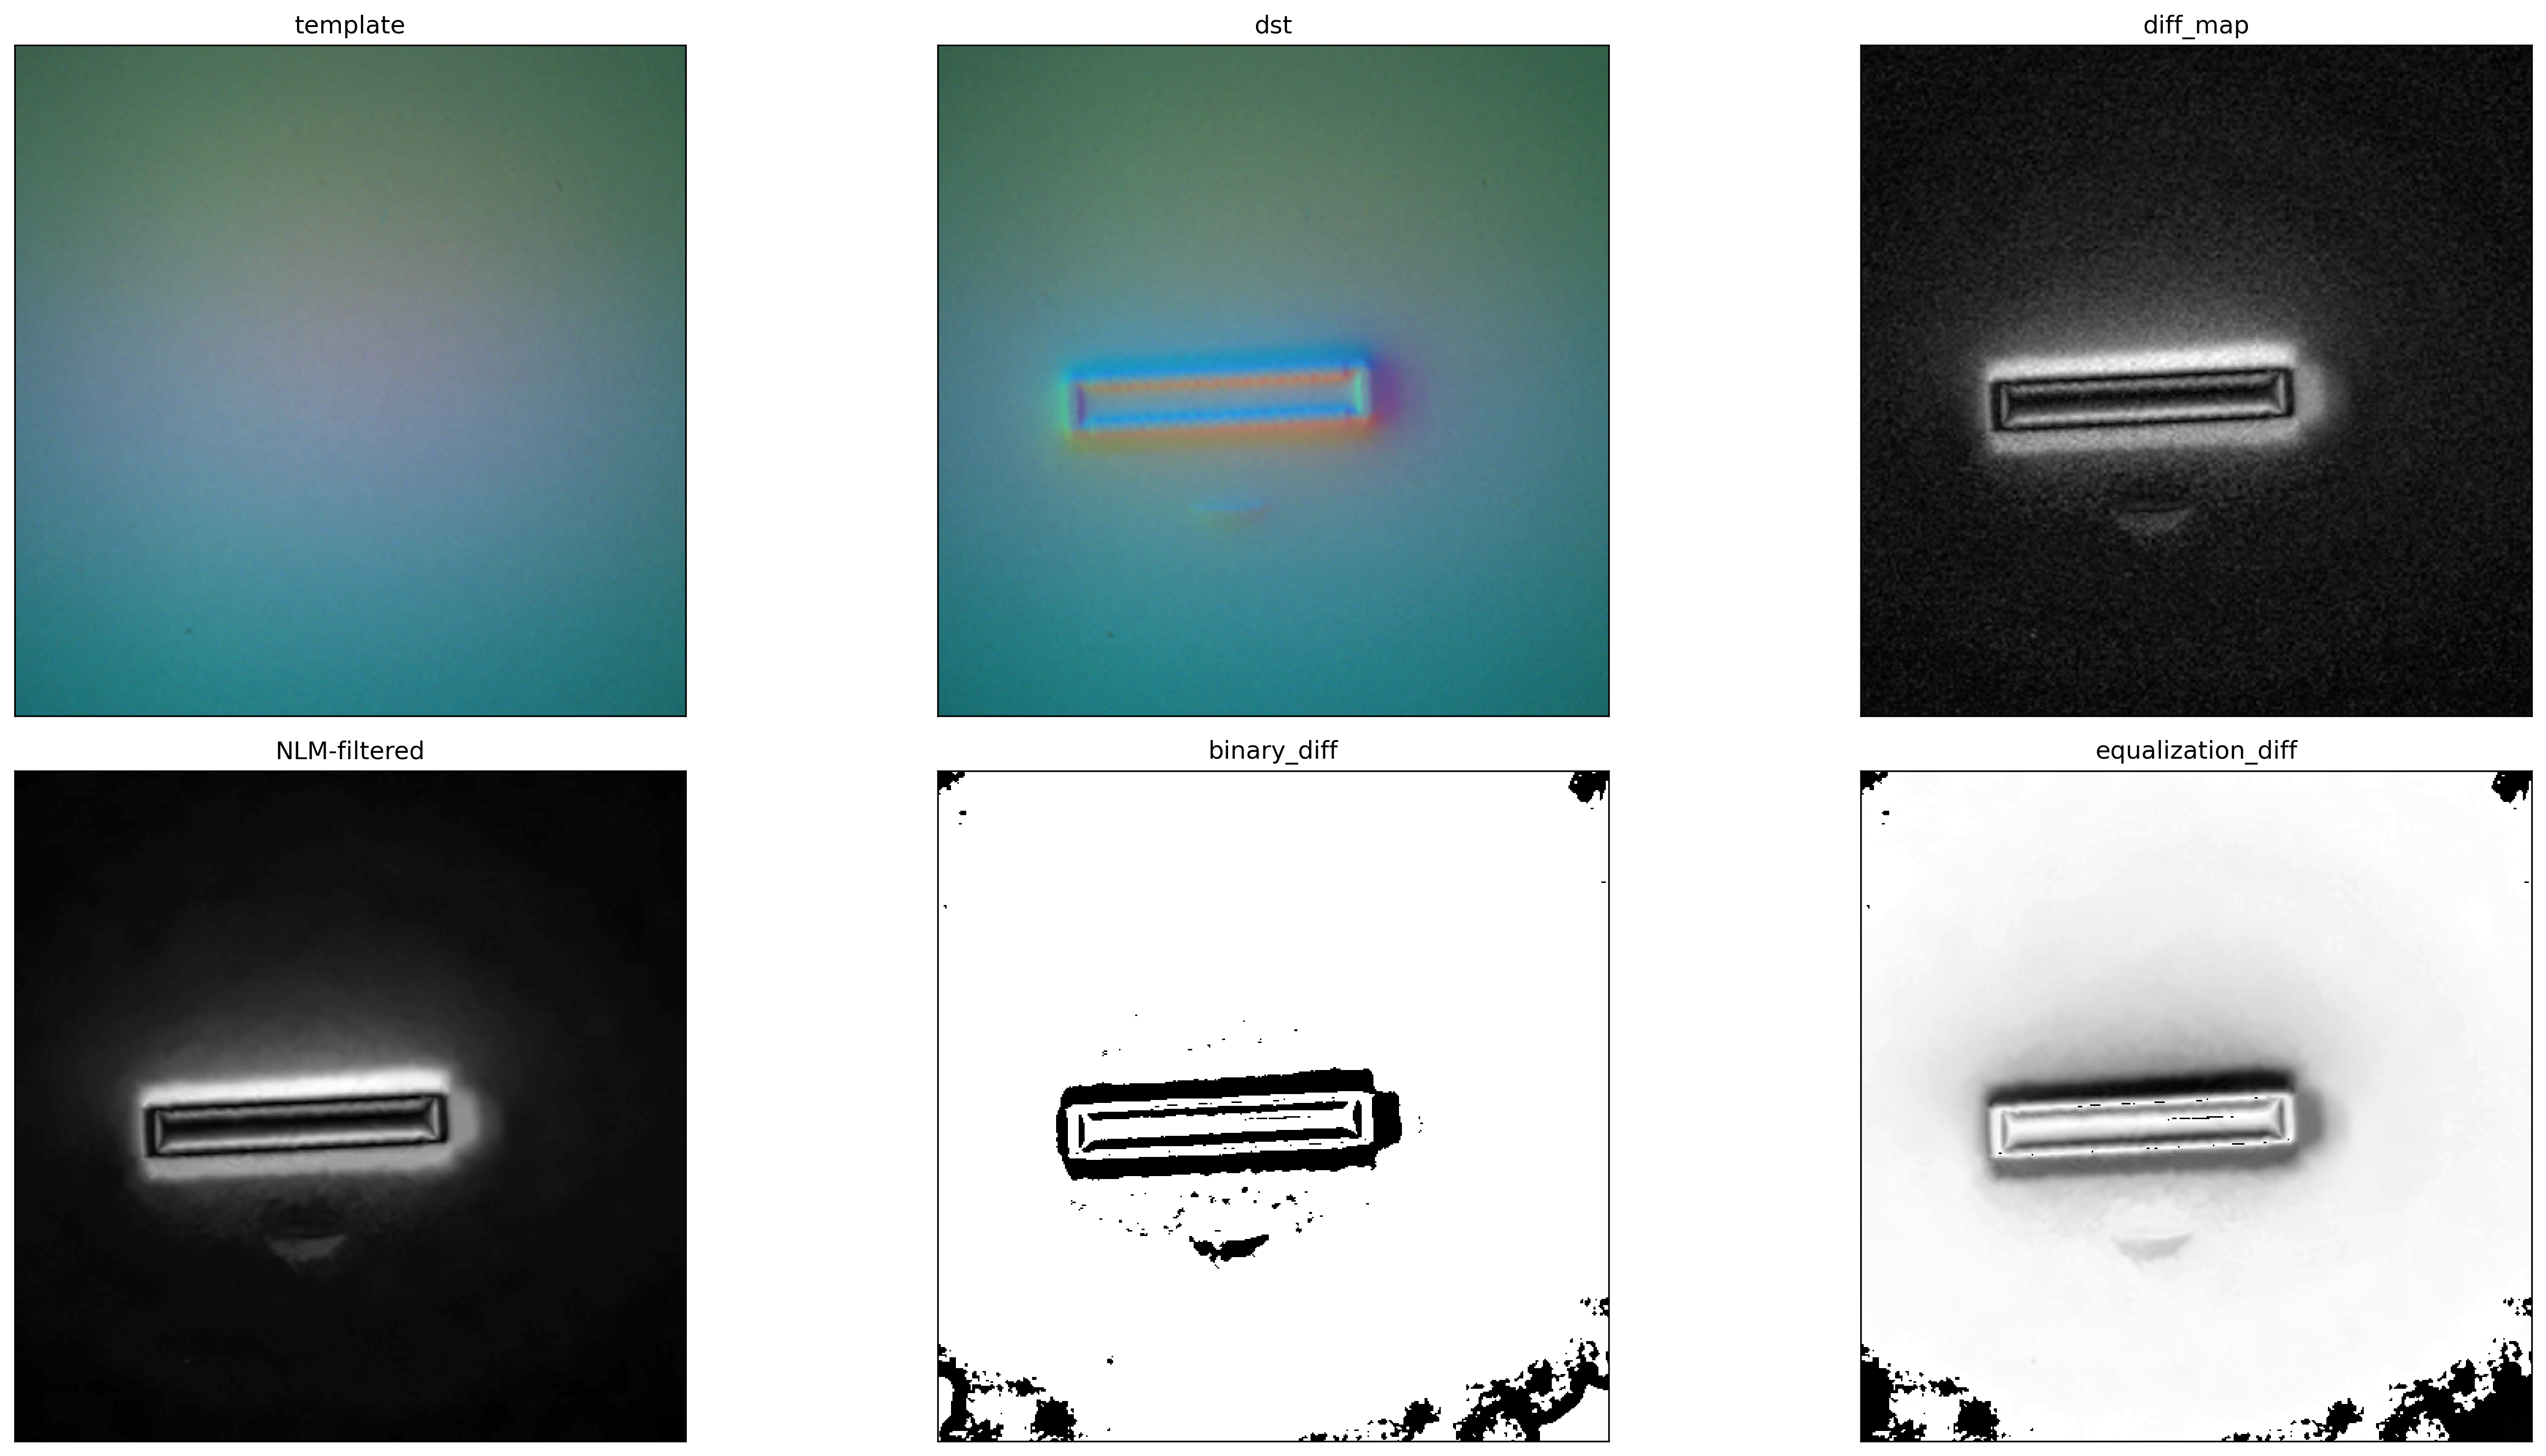 template
dst
diff_map
NLM-filtered
binary_diff
equalization_diff